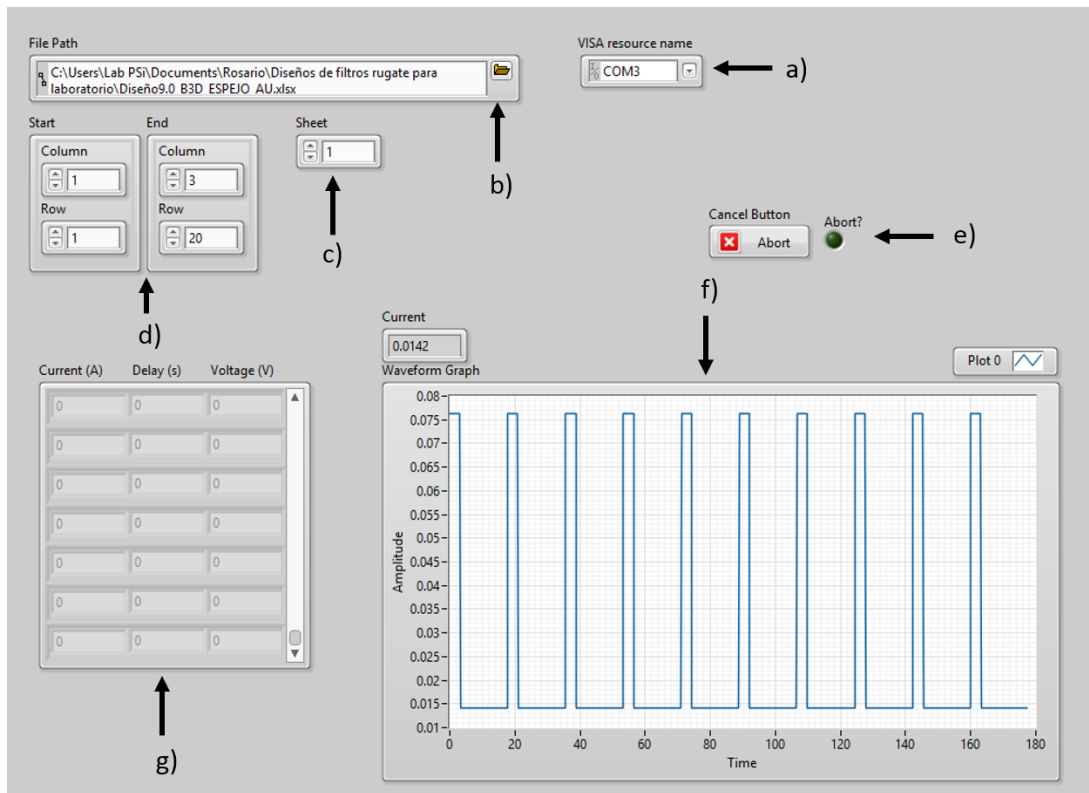 File Path
VISA resource name
C:\Users\Lab PSi\Documents\Rosario\Diseños de filtros rugate para
laboratorio\Diseño9.0 B3D ESPEJO AU.xlsx
I/O COM3
a)
b)
Start
End
Sheet
Column
Column
1
1
3
Row
Row
1
20
c)
d)
Cancel Button
Abort?
Abort
e)
f)
Current
0.0142
Waveform Graph
Plot 0
Current (A)
Delay (s)
Voltage (V)
0 0 0
0 0 0
0 0 0
0 0 0
0 0 0
0 0 0
0 0 0
g)
Amplitude
0.08
0.075
0.07
0.065
0.06
0.055
0.05
0.045
0.04
0.035
0.03
0.025
0.02
0.015
0.01
0 20 40 60 80 100 120 140 160 180
Time